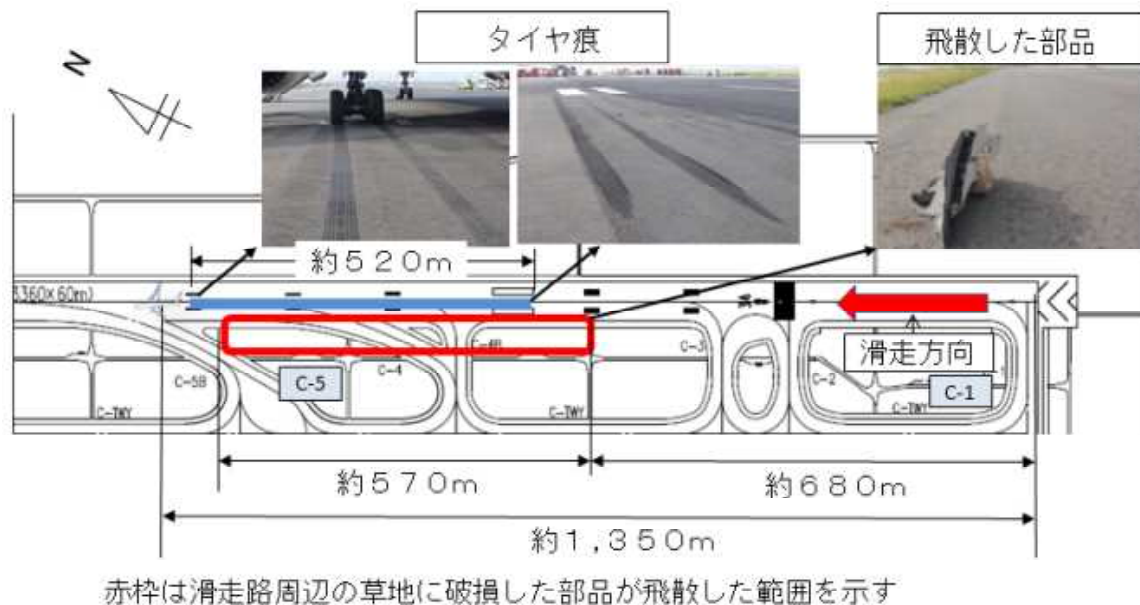 タイヤ痕
飛散した部品
N
約520m
3360×60m)
34
滑走方向
C-5B
C-5
C-4
C-3
C-2
C-1
C-TWY
C-TWY
C-TWY
約570m
約680m
約1,350m
赤枠は滑走路周辺の草地に破損した部品が飛散した範囲を示す